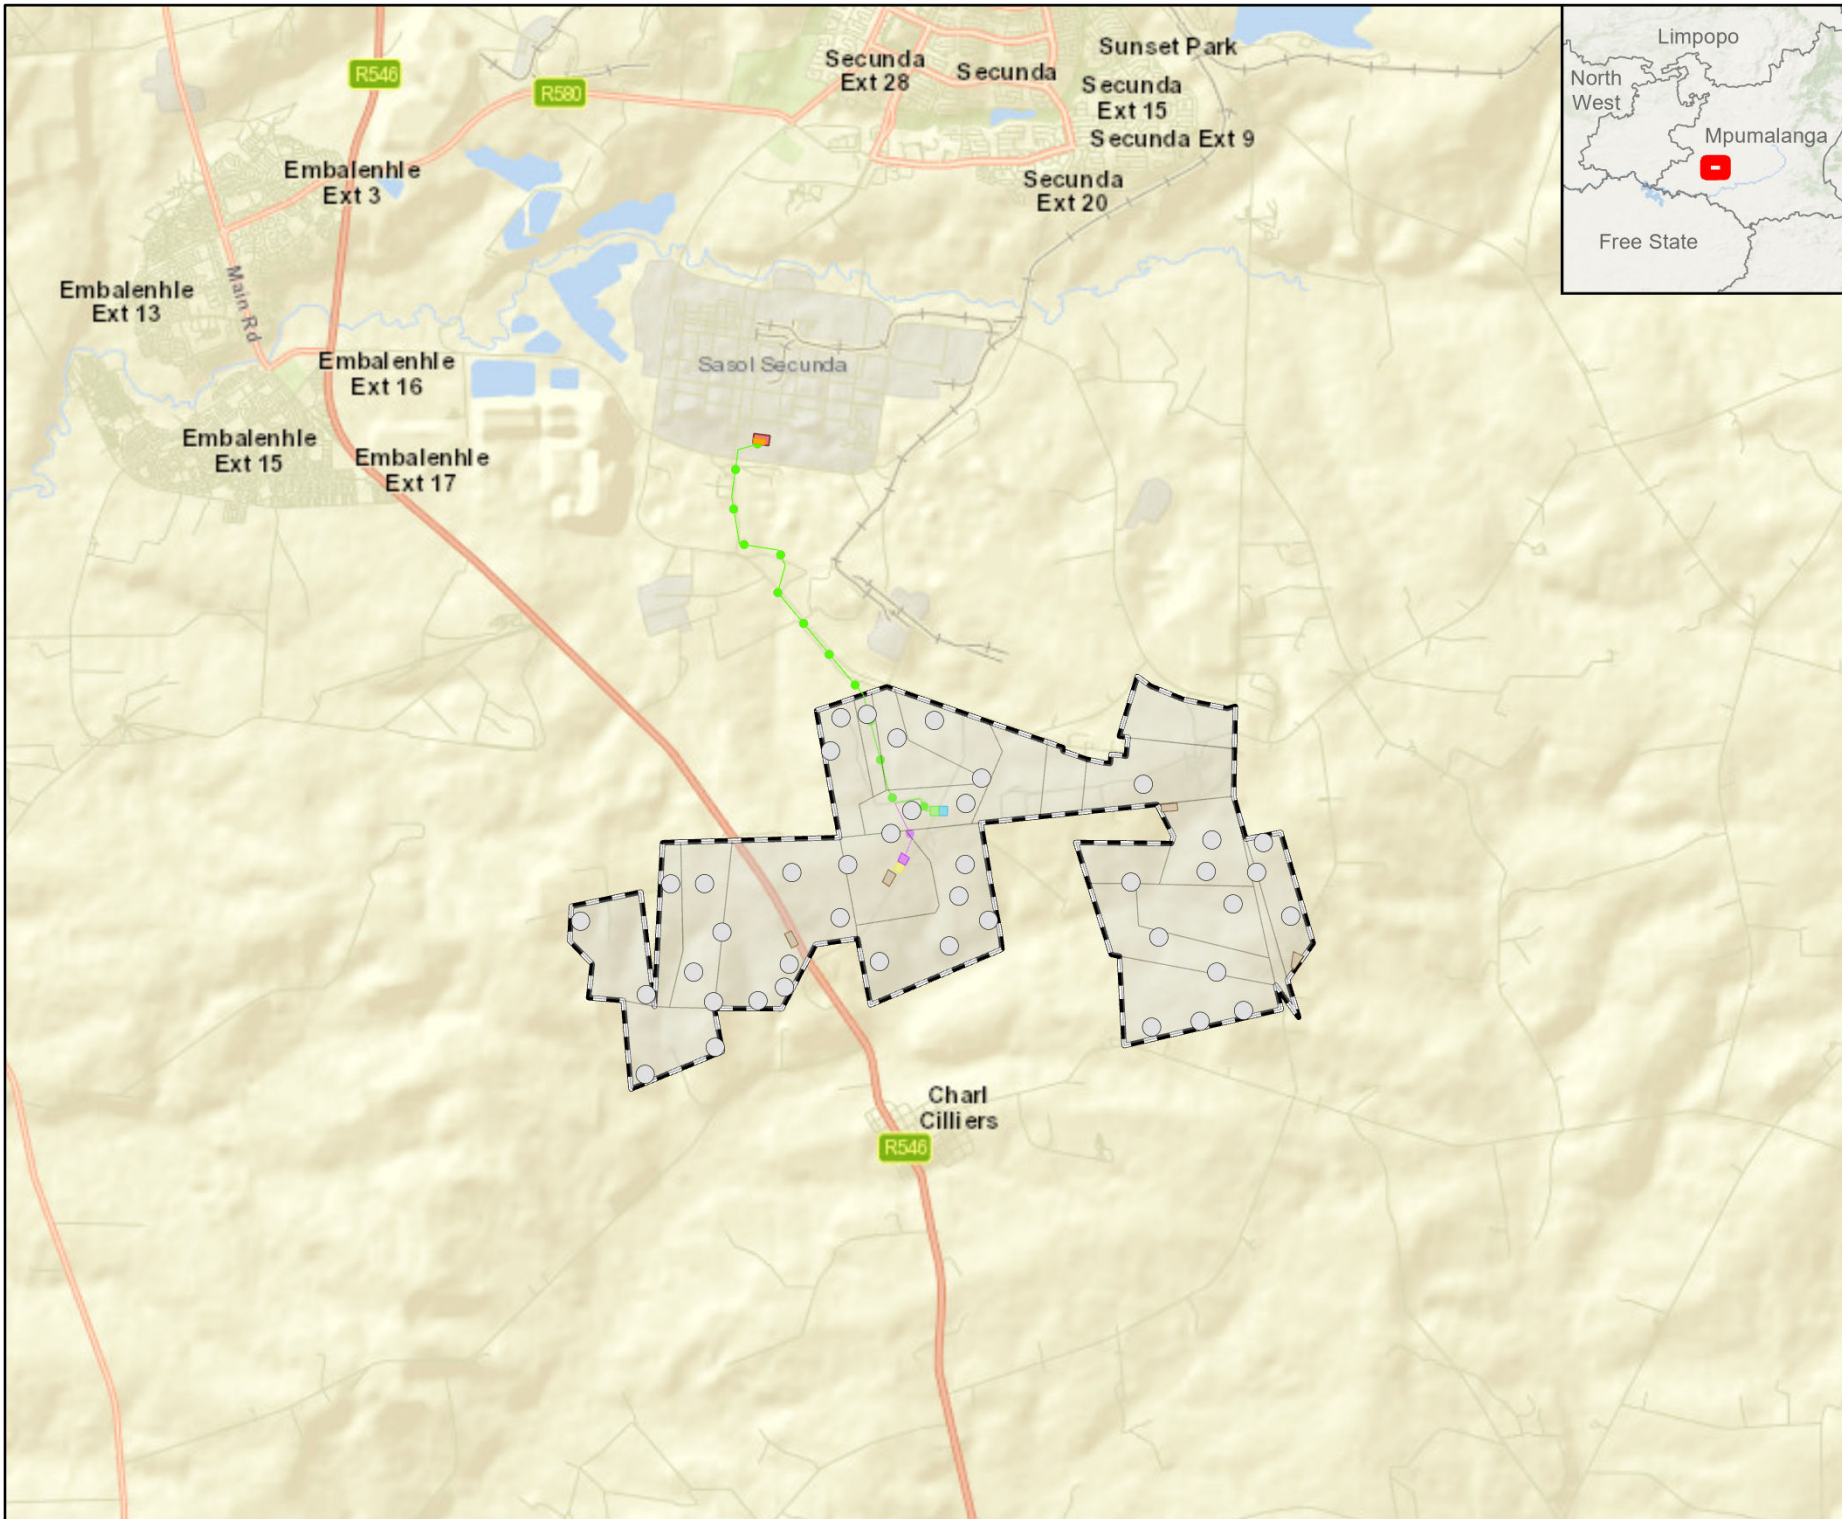 R546
R580
Secunda
Ext 28
Secunda
Sunset Park
Secunda
Ext 15
Secunda Ext 9
Secunda
Ext 20
Embalenhle
Ext 3
Embalenhle
Ext 13
Main Rd
Embalenhle
Ext 16
Sasol Secunda
Embalenhle
Ext 15
Embalenhle
Ext 17
Charl
Cilliers
R546
Limpopo
North
West
Mpumalanga
Free State